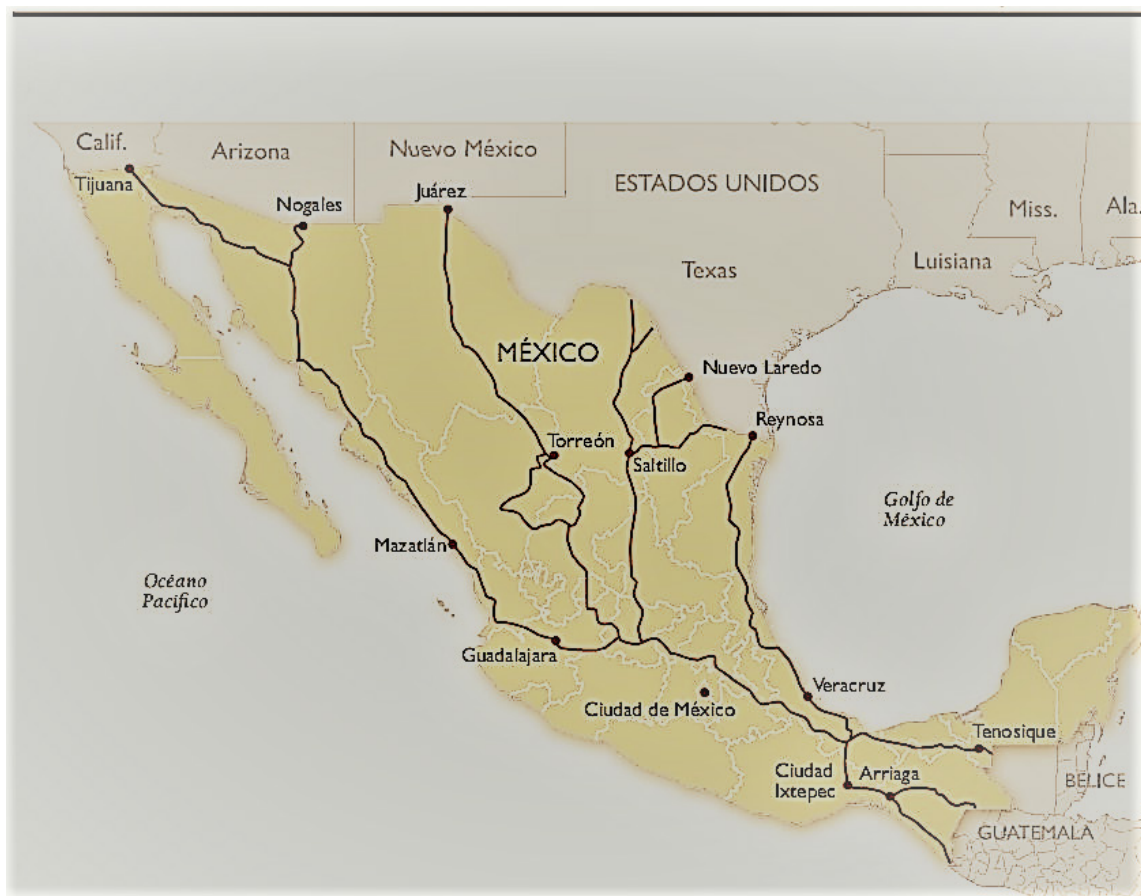 Calif.
Arizona
Nuevo México
ESTADOS UNIDOS
Tijuana
Nogales
Juárez
Miss.
Ala.
Luisiana
Texas
MÉXICO
Nuevo Laredo
Reynosa
Torreón
Saltillo
Golfo de
México
Mazatlán
Océano
Pacífico
Guadalajara
Ciudad de México
Veracruz
Tenosique
Ciudad
Ixtepec
Arriaga
BELICE
GUATEMALA